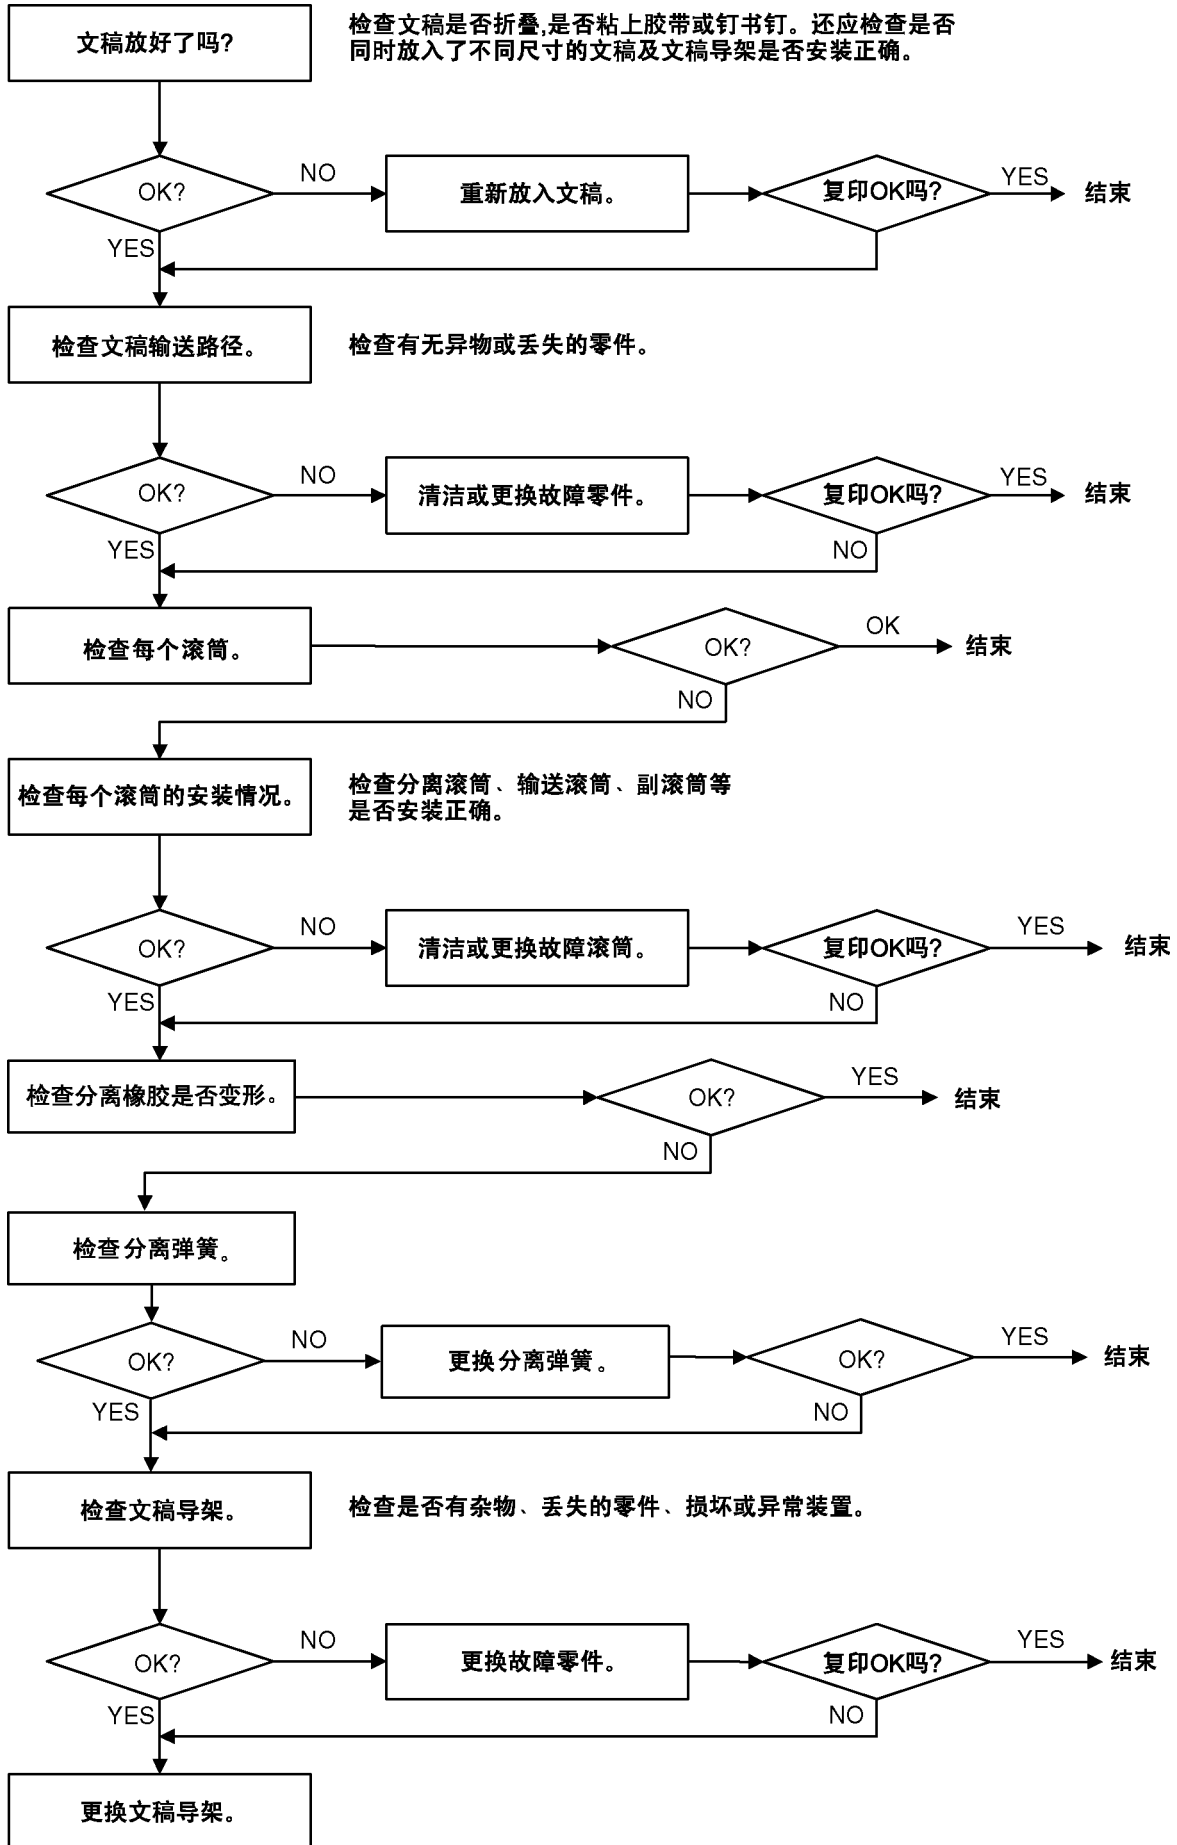 文稿放好了吗?
检查文稿是否折叠,是否粘上胶带或钉书钉。还应检查是否
同时放入了不同尺寸的文稿及文稿导架是否安装正确。
OK?
NO
重新放入文稿。
复印OK吗?
YES
结束
YES
检查文稿输送路径。
检查有无异物或丢失的零件。
OK?
NO
清洁或更换故障零件。
复印OK吗?
YES
结束
YES
NO
检查每个滚筒。
OK?
OK
结束
NO
检查每个滚筒的安装情况。
检查分离滚筒、输送滚筒、副滚筒等
是否安装正确。
OK?
NO
清洁或更换故障滚筒。
复印OK吗?
YES
结束
YES
NO
检查分离橡胶是否变形。
OK?
YES
结束
NO
检查分离弹簧。
OK?
NO
更换分离弹簧。
OK?
YES
结束
YES
NO
检查文稿导架。
检查是否有杂物、丢失的零件、损坏或异常装置。
OK?
NO
更换故障零件。
复印OK吗?
YES
结束
YES
NO
更换文稿导架。